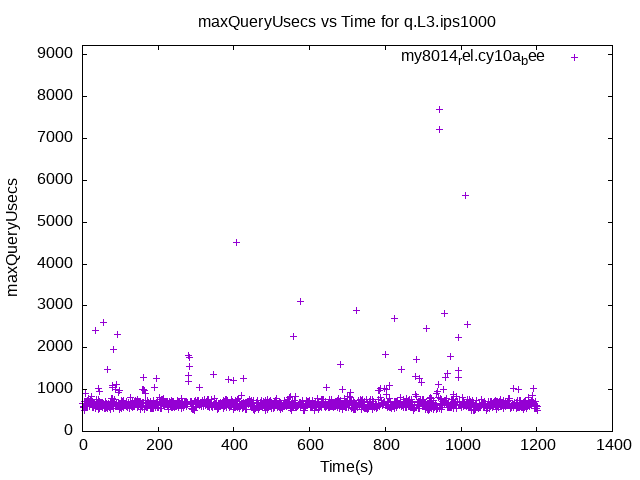 maxQueryUsecs vs Time for q.L3.ips1000
my8014rel.cy10abee
9000
8000
7000
6000
5000
4000
3000
2000
1000
0
maxQueryUsecs
0 200 400 600 800 1000 1200 1400
Time(s)